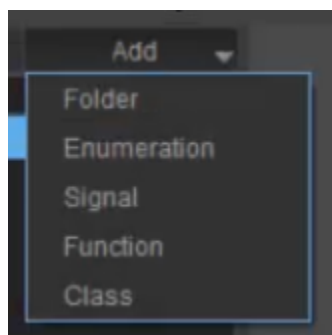 Add
Folder
Enumeration
Signal
Function
Class